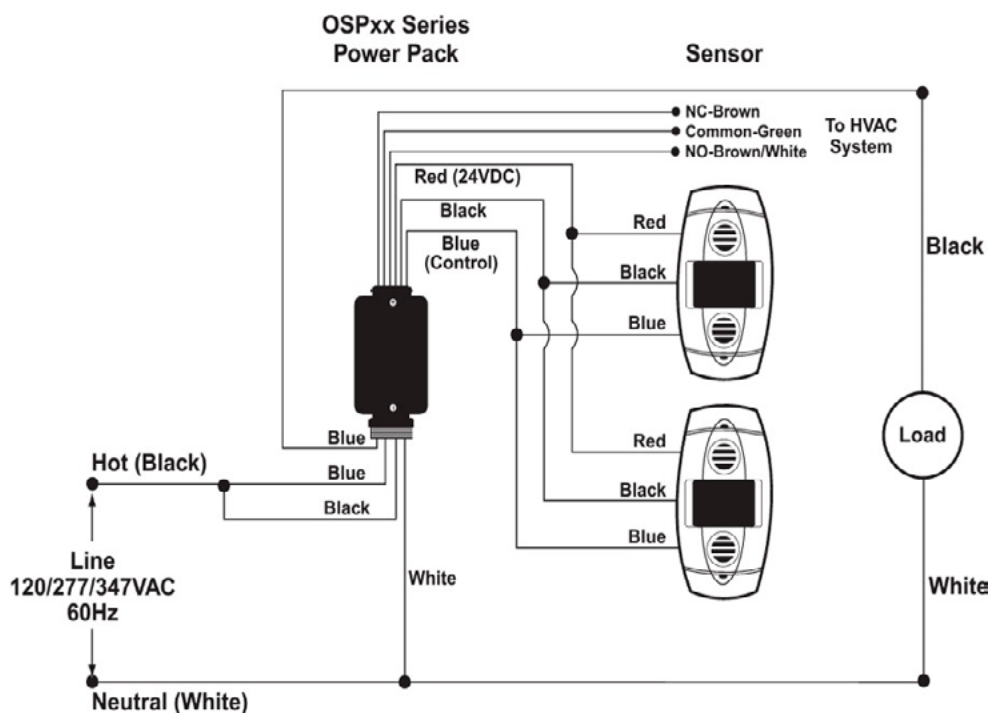 OSPxx Series
Power Pack
Sensor
NC-Brown
Common-Green
NO-Brown/White
To HVAC
System
Red (24VDC)
Black
Blue
(Control)
Red
Black
Blue
Black
Red
Black
Blue
Load
Blue
Hot (Black)
Blue
Black
Line
120/277/347VAC
60Hz
White
White
Neutral (White)